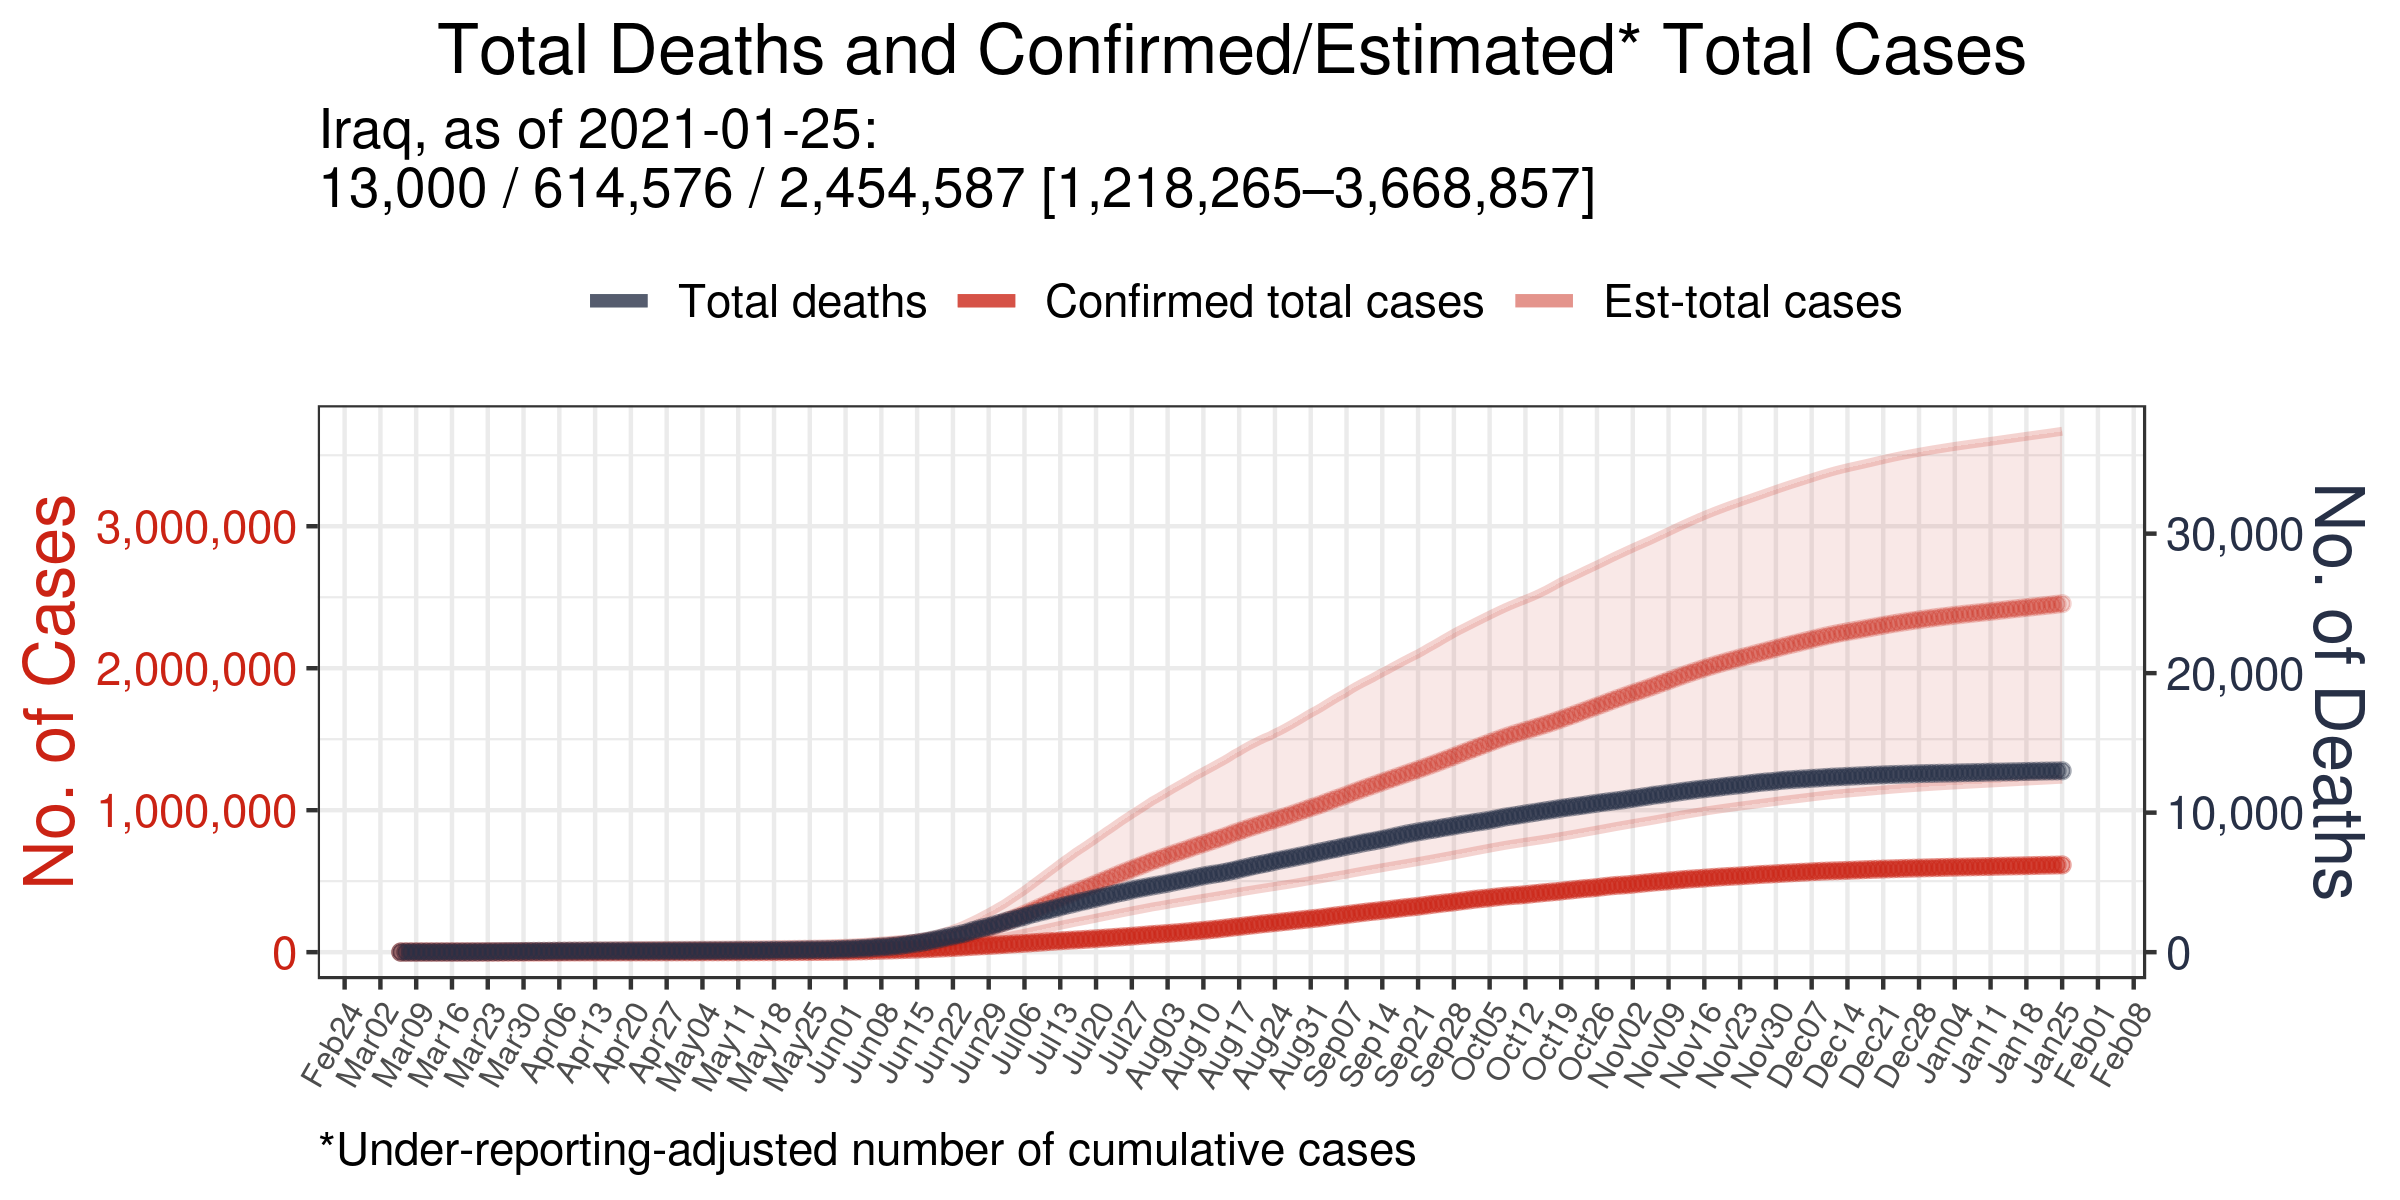 Total Deaths and Confirmed/Estimated* Total Cases
Iraq, as of 2021-01-25:
13,000 / 614,576 / 2,454,587 [1,218,265–3,668,857]
Total deaths
Confirmed total cases
Est-total cases
No. of Cases
3,000,000
2,000,000
1,000,000
0
30,000
20,000
10,000
0
No. of Deaths
Feb24
Mar02
Mar09
Mar16
Mar23
Mar30
Apr06
Apr13
Apr20
Apr27
May04
May11
May18
May25
Jun01
Jun08
Jun15
Jun22
Jun29
Jul06
Jul13
Jul20
Jul27
Aug03
Aug10
Aug17
Aug24
Aug31
Sep07
Sep14
Sep21
Sep28
Oct05
Oct12
Oct19
Oct26
Nov02
Nov09
Nov16
Nov23
Nov30
Dec07
Dec14
Dec21
Dec28
Jan04
Jan11
Jan18
Jan25
Feb01
Feb08
*Under-reporting-adjusted number of cumulative cases